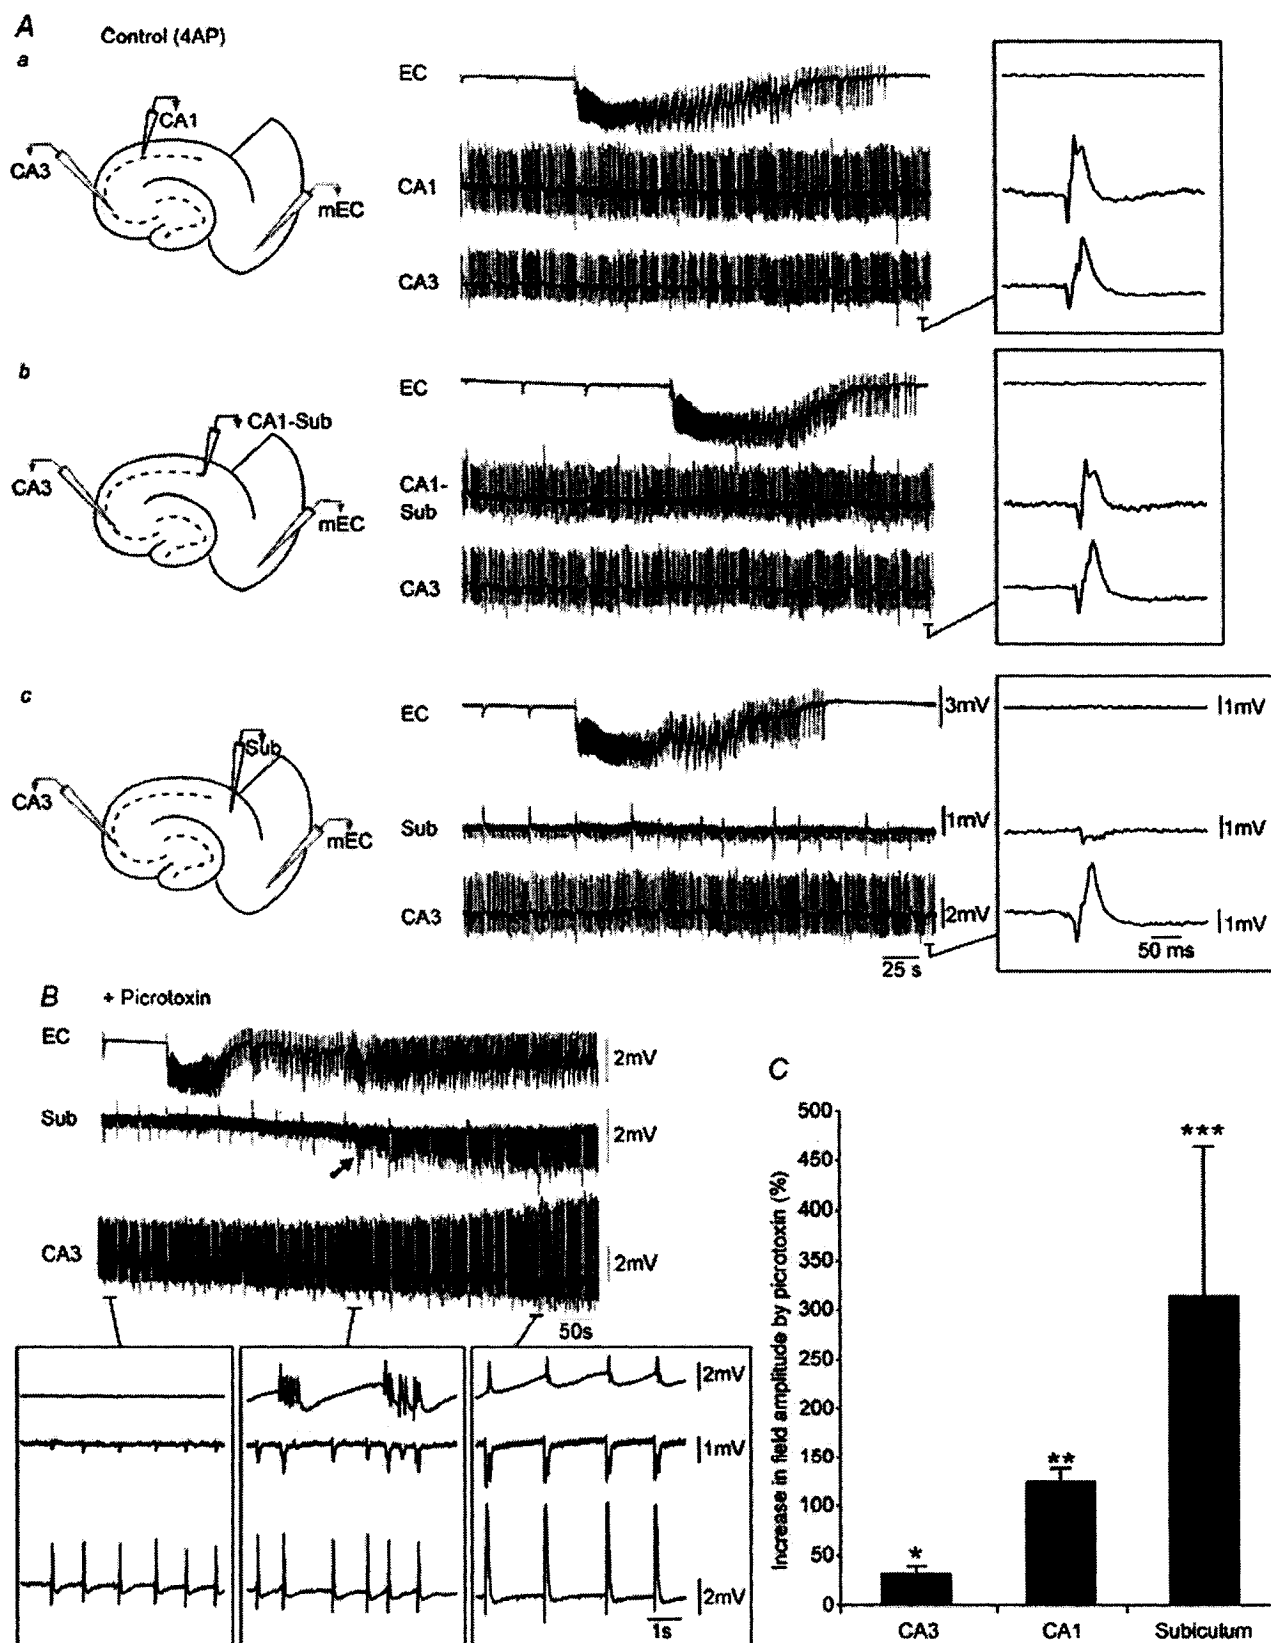 A
Control (4AP)
a
CA1
CA3
mEC
EC
CA1
CA3
b
CA1-Sub
CA3
mEC
EC
CA1-
Sub
CA3
c
Sub
CA3
mEC
EC
3mV
1mV
Sub
1mV
1mV
CA3
2mV
1mV
25 s
50 ms
B
+ Picrotoxin
EC
2mV
Sub
2mV
CA3
2mV
50s
2mV
1mV
2mV
1s
C
Increase in field amplitude by picrotoxin (%)
500
450
400
350
300
250
200
150
100
50
0
***
**
*
CA3
CA1
Subiculum